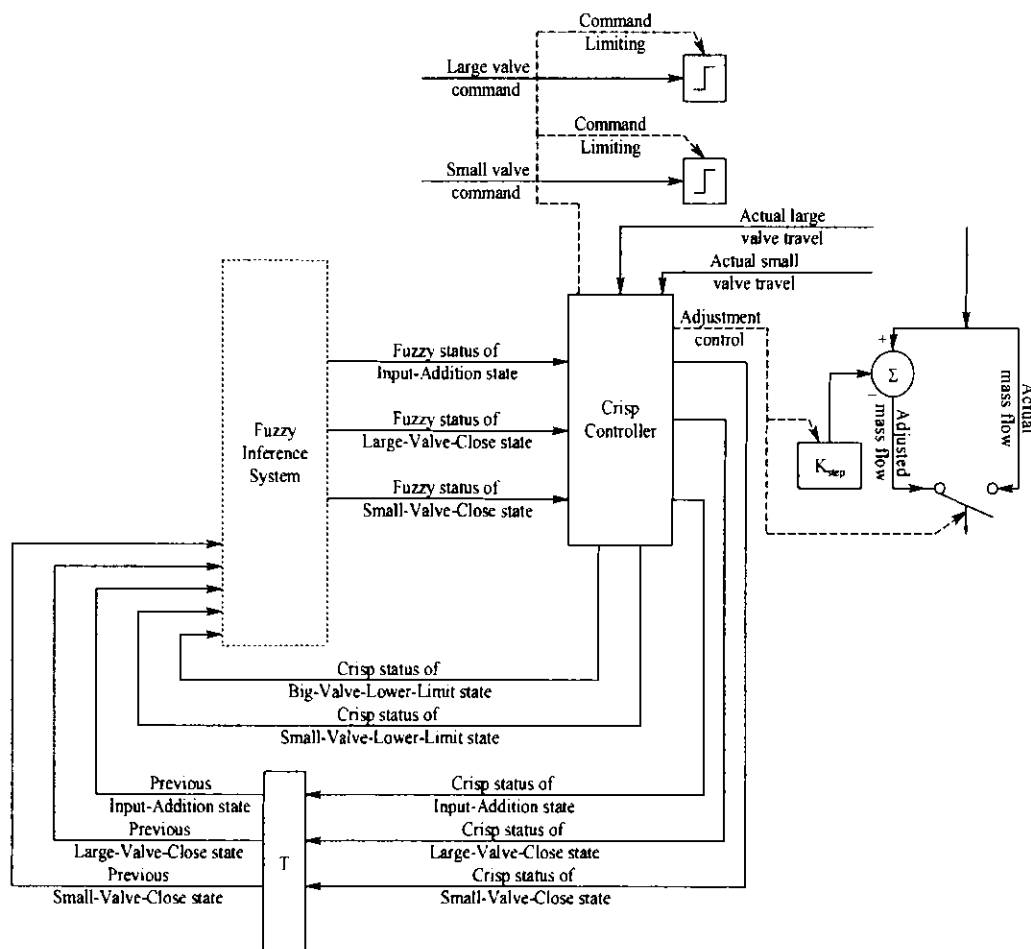 Command
Limiting
Large valve
command
Command
Limiting
Small valve
command
Actual large
valve travel
Actual small
valve travel
Adjustment
control
Fuzzy status of
Input-Addition state
Fuzzy status of
Large-Valve-Close state
Fuzzy status of
Small-Valve-Close state
Fuzzy
Inference
System
Crisp
Controller
+
Σ
−
Kstep
Adjusted
mass flow
Actual
mass flow
Crisp status of
Big-Valve-Lower-Limit state
Crisp status of
Small-Valve-Lower-Limit state
Previous
Input-Addition state
Previous
Large-Valve-Close state
Previous
Small-Valve-Close state
T
Crisp status of
Input-Addition state
Crisp status of
Large-Valve-Close state
Crisp status of
Small-Valve-Close state